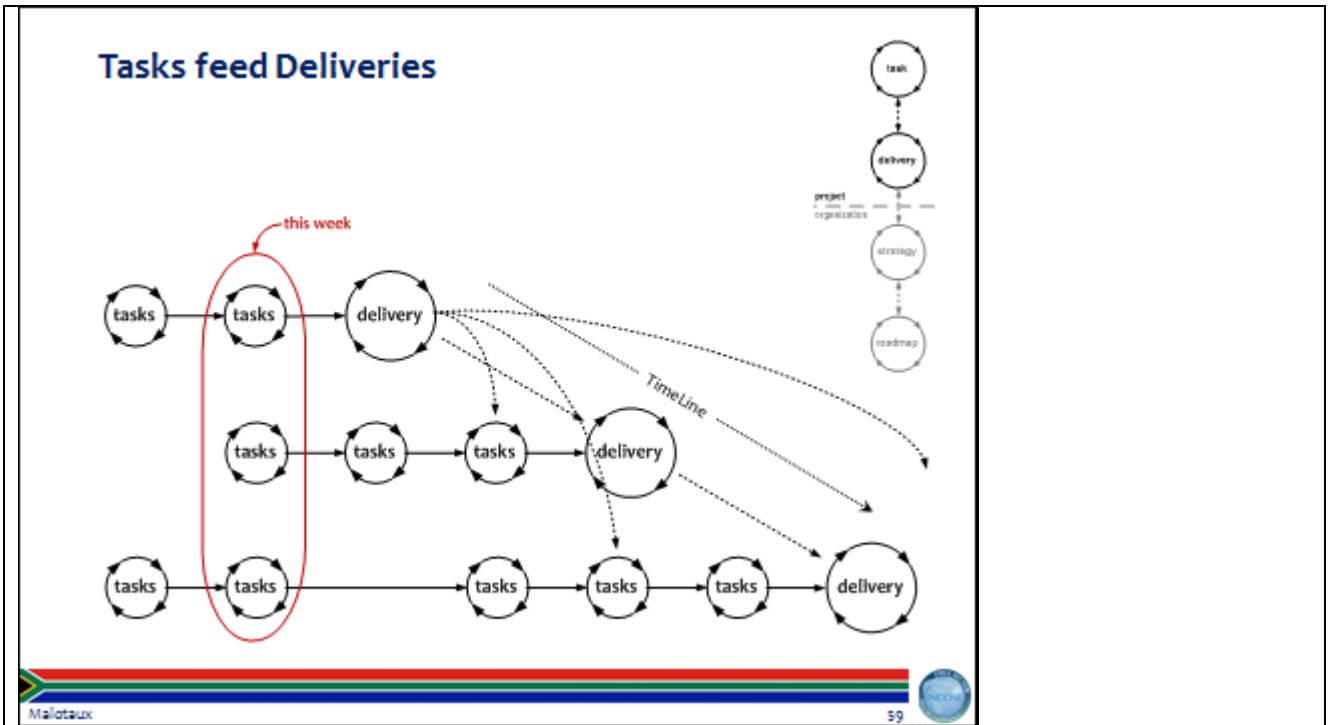 Tasks feed Deliveries
task
delivery
project
organization
strategy
roadmap
this week
tasks
tasks
delivery
TimeLine
tasks
tasks
tasks
delivery
tasks
tasks
tasks
tasks
tasks
delivery
Malotaux
59
INCOSE